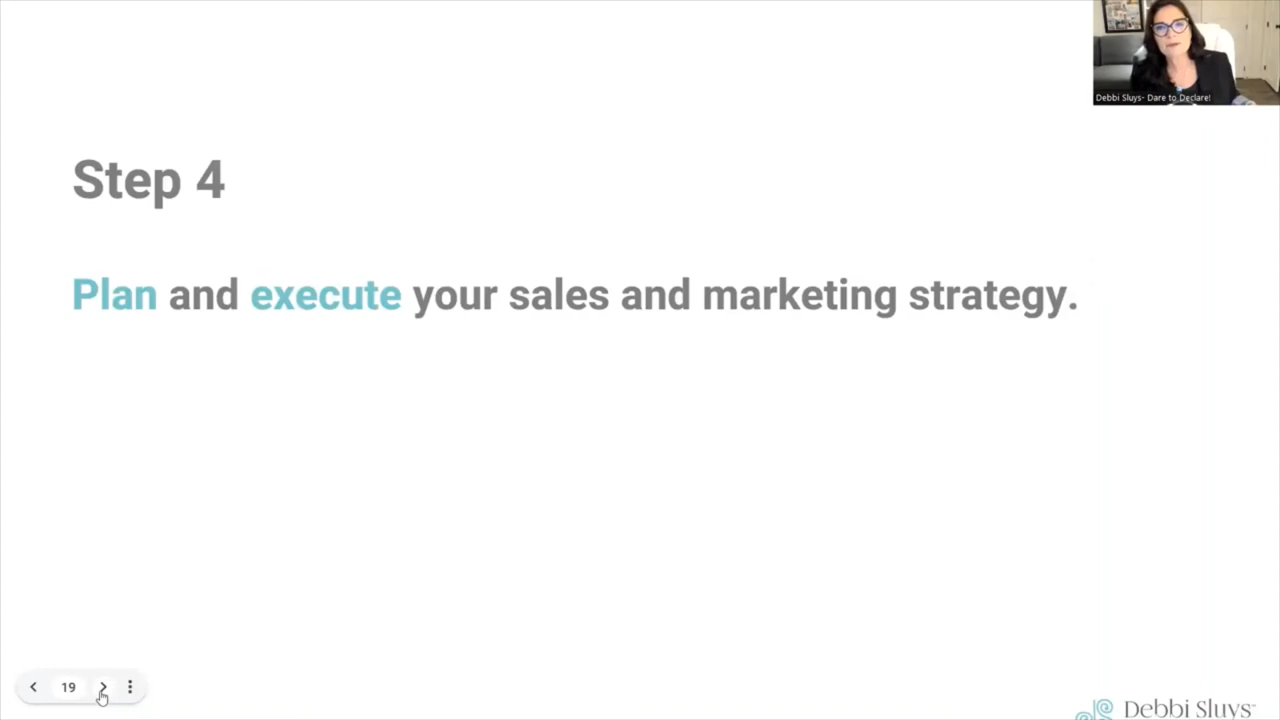 Debbi Sluys- Dare to Declare!
Step 4
Plan and execute your sales and marketing strategy.
19
Debbi Sluys